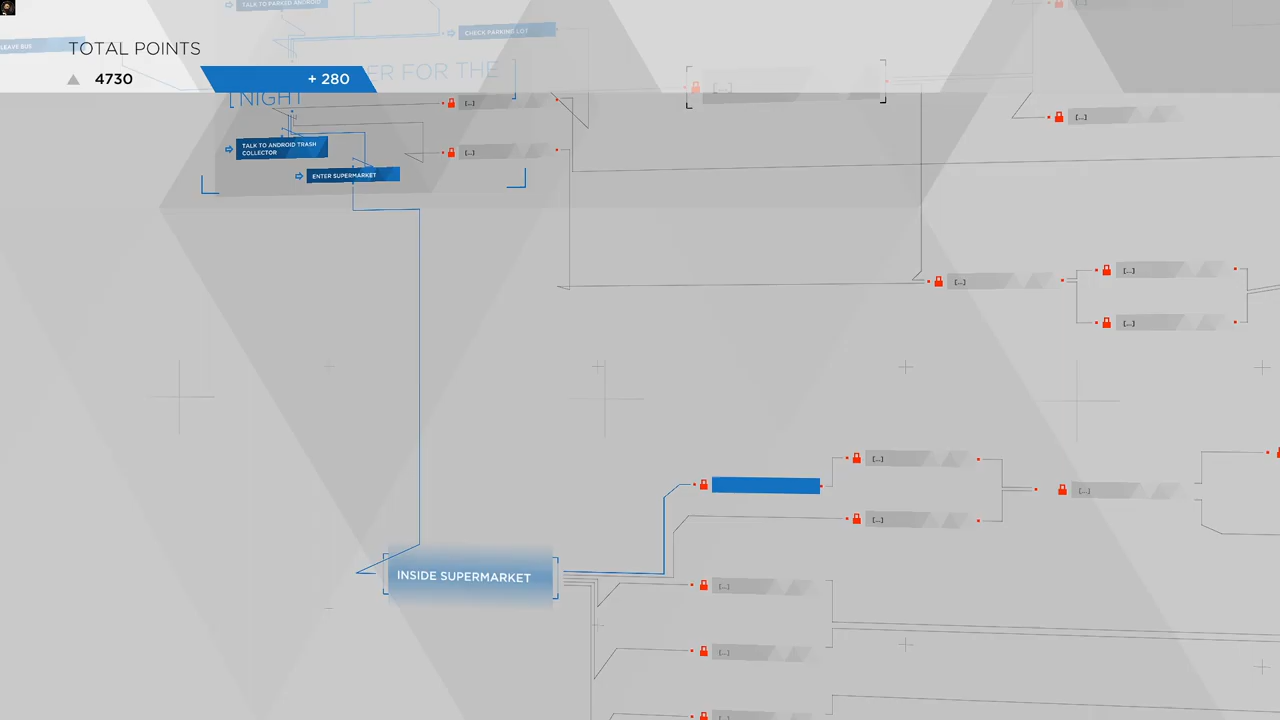 TALK TO PARKED ANDROID
CHECK PARKING LOT
LEAVE BUS
TOTAL POINTS
4730
+ 280
ER FOR THE
[NIGHT
[...]
[...]
[...]
[...]
TALK TO ANDROID TRASH
COLLECTOR
[...]
ENTER SUPERMARKET
[...]
[...]
[...]
[...]
[...]
[...]
INSIDE SUPERMARKET
[...]
[...]
[...]